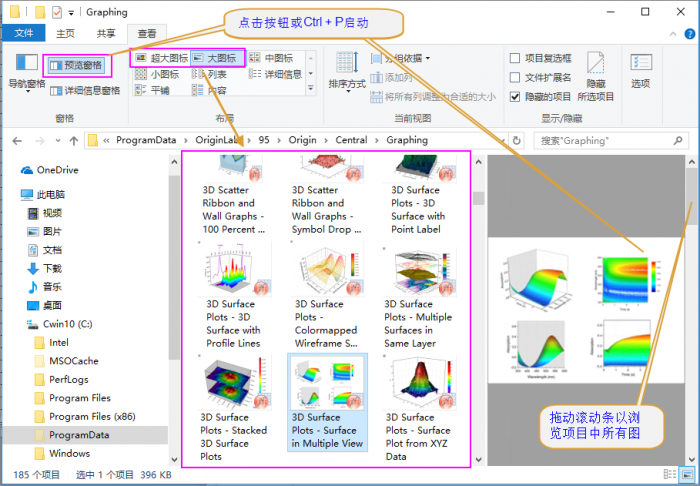 Graphing
点击按钮或Ctrl + P启动
文件
主页
共享
查看
导航窗格
预览窗格
详细信息窗格
窗格
超大图标
大图标
中图标
小图标
列表
详细信息
平铺
内容
布局
排序方式
分组依据
添加列
将所有列调整为合适的大小
当前视图
项目复选框
文件扩展名
隐藏的项目
隐藏
所选项目
显示/隐藏
选项
ProgramData
OriginLab
95
Origin
Central
Graphing
搜索"Graphing"
OneDrive
此电脑
视频
图片
文档
下载
音乐
桌面
Cwin10 (C:)
Intel
MSOCache
PerfLogs
Program Files
Program Files (x86)
ProgramData
Windows
3D Scatter
Ribbon and
Wall Graphs -
100 Percent ...
3D Scatter
Ribbon and
Wall Graphs -
Symbol Drop ...
3D Surface
Plots - 3D
Surface with
Point Label
3D Surface
Plots - 3D
Surface with
Profile Lines
3D Surface
Plots -
Colormapped
Wireframe S...
3D Surface
Plots - Multiple
Surfaces in
Same Layer
3D Surface
Plots - Stacked
3D Surface
Plots
3D Surface
Plots - Surface
in Multiple View
3D Surface
Plots - Surface
Plot from XYZ
Data
拖动滚动条以浏
览项目中所有图
185 个项目
选中 1 个项目
396 KB